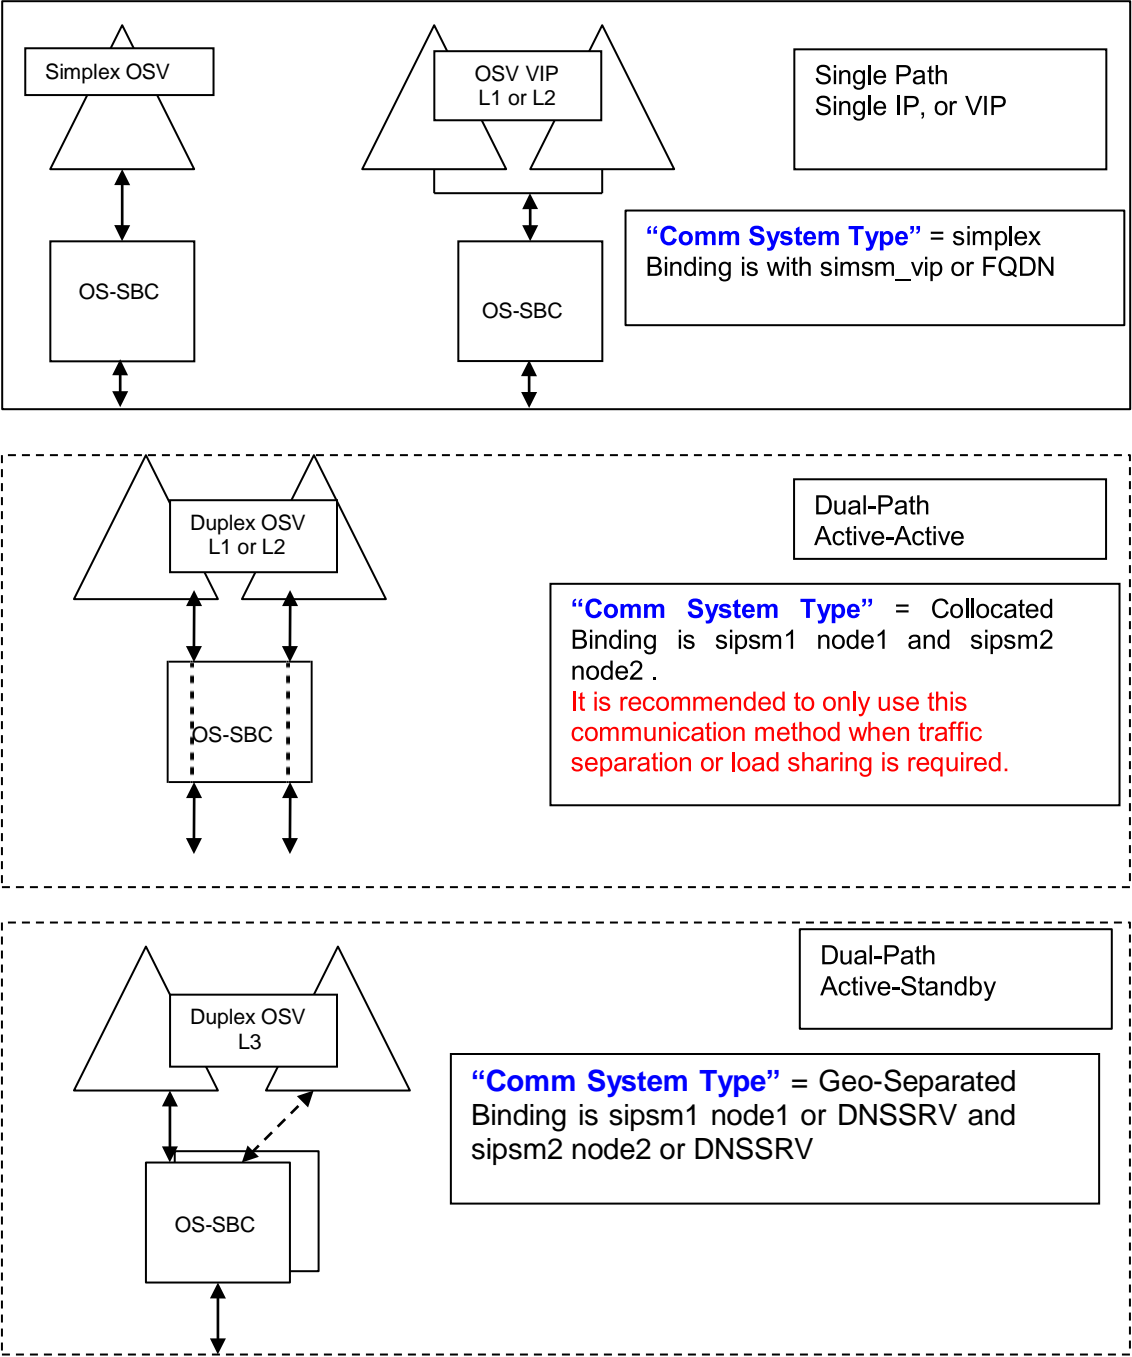 Simplex OSV
OSV VIP
L1 or L2
Single Path
Single IP, or VIP
“Comm System Type” = simplex
Binding is with simsm_vip or FQDN
OS-SBC
OS-SBC
Duplex OSV
L1 or L2
Dual-Path
Active-Active
“Comm System Type” = Collocated
Binding is sipsm1 node1 and sipsm2
node2 .
It is recommended to only use this
communication method when traffic
separation or load sharing is required.
OS-SBC
Duplex OSV
L3
Dual-Path
Active-Standby
“Comm System Type” = Geo-Separated
Binding is sipsm1 node1 or DNSSRV and
sipsm2 node2 or DNSSRV
OS-SBC